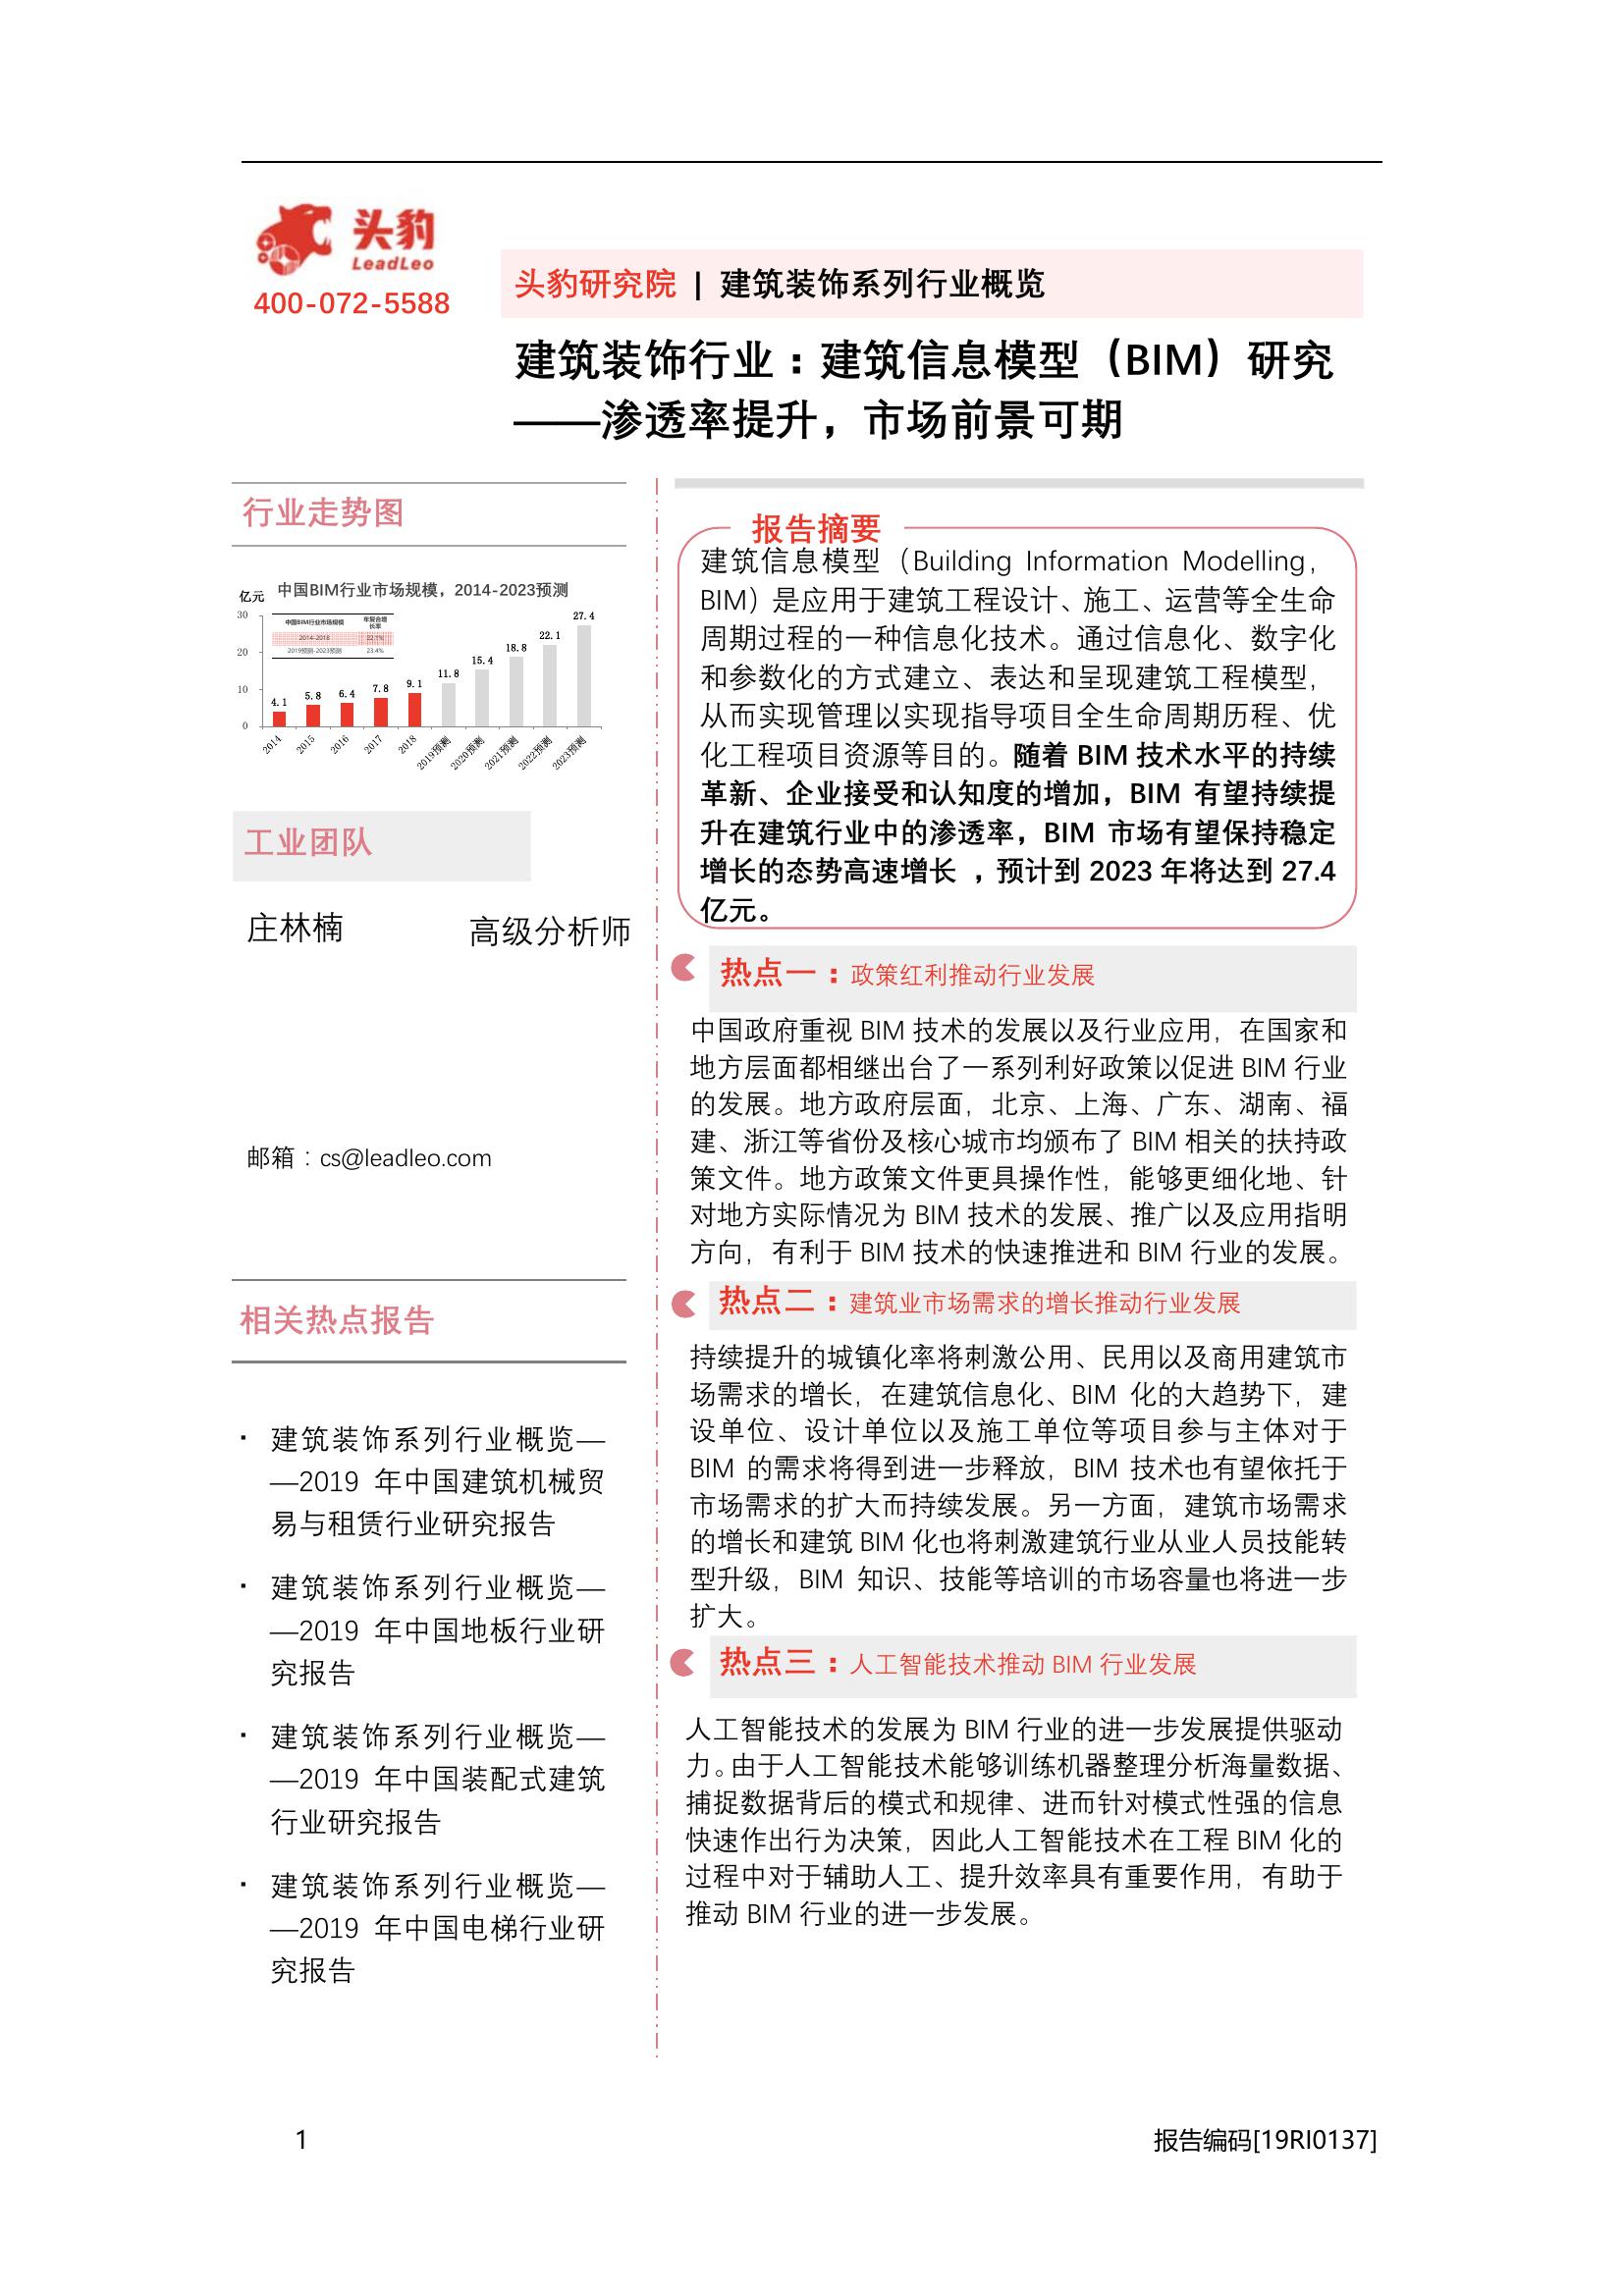 头豹
LeadLeo
400-072-5588
头豹研究院 | 建筑装饰系列行业概览
建筑装饰行业：建筑信息模型（BIM）研究
——渗透率提升，市场前景可期
行业走势图
中国BIM行业市场规模，2014-2023预测
亿元
30
20
10
0
中国BIM行业市场规模
年复合增
长率
2014-2018
22.1%
2019预测-2023预测
23.4%
4.1
5.8
6.4
7.8
9.1
11.8
15.4
18.8
22.1
27.4
2014
2015
2016
2017
2018
2019预测
2020预测
2021预测
2022预测
2023预测
工业团队
庄林楠
高级分析师
邮箱：cs@leadleo.com
相关热点报告
▪ 建筑装饰系列行业概览—
—2019 年中国建筑机械贸
易与租赁行业研究报告
▪ 建筑装饰系列行业概览—
—2019 年中国地板行业研
究报告
▪ 建筑装饰系列行业概览—
—2019 年中国装配式建筑
行业研究报告
▪ 建筑装饰系列行业概览—
—2019 年中国电梯行业研
究报告
报告摘要
建筑信息模型（Building Information Modelling，
BIM）是应用于建筑工程设计、施工、运营等全生命
周期过程的一种信息化技术。通过信息化、数字化
和参数化的方式建立、表达和呈现建筑工程模型，
从而实现管理以实现指导项目全生命周期历程、优
化工程项目资源等目的。随着 BIM 技术水平的持续
革新、企业接受和认知度的增加，BIM 有望持续提
升在建筑行业中的渗透率，BIM 市场有望保持稳定
增长的态势高速增长 ，预计到 2023 年将达到 27.4
亿元。
热点一：政策红利推动行业发展
中国政府重视 BIM 技术的发展以及行业应用，在国家和
地方层面都相继出台了一系列利好政策以促进 BIM 行业
的发展。地方政府层面，北京、上海、广东、湖南、福
建、浙江等省份及核心城市均颁布了 BIM 相关的扶持政
策文件。地方政策文件更具操作性，能够更细化地、针
对地方实际情况为 BIM 技术的发展、推广以及应用指明
方向，有利于 BIM 技术的快速推进和 BIM 行业的发展。
热点二：建筑业市场需求的增长推动行业发展
持续提升的城镇化率将刺激公用、民用以及商用建筑市
场需求的增长，在建筑信息化、BIM 化的大趋势下，建
设单位、设计单位以及施工单位等项目参与主体对于
BIM 的需求将得到进一步释放，BIM 技术也有望依托于
市场需求的扩大而持续发展。另一方面，建筑市场需求
的增长和建筑 BIM 化也将刺激建筑行业从业人员技能转
型升级，BIM 知识、技能等培训的市场容量也将进一步
扩大。
热点三：人工智能技术推动 BIM 行业发展
人工智能技术的发展为 BIM 行业的进一步发展提供驱动
力。由于人工智能技术能够训练机器整理分析海量数据、
捕捉数据背后的模式和规律、进而针对模式性强的信息
快速作出行为决策，因此人工智能技术在工程 BIM 化的
过程中对于辅助人工、提升效率具有重要作用，有助于
推动 BIM 行业的进一步发展。
1
报告编码[19RI0137]